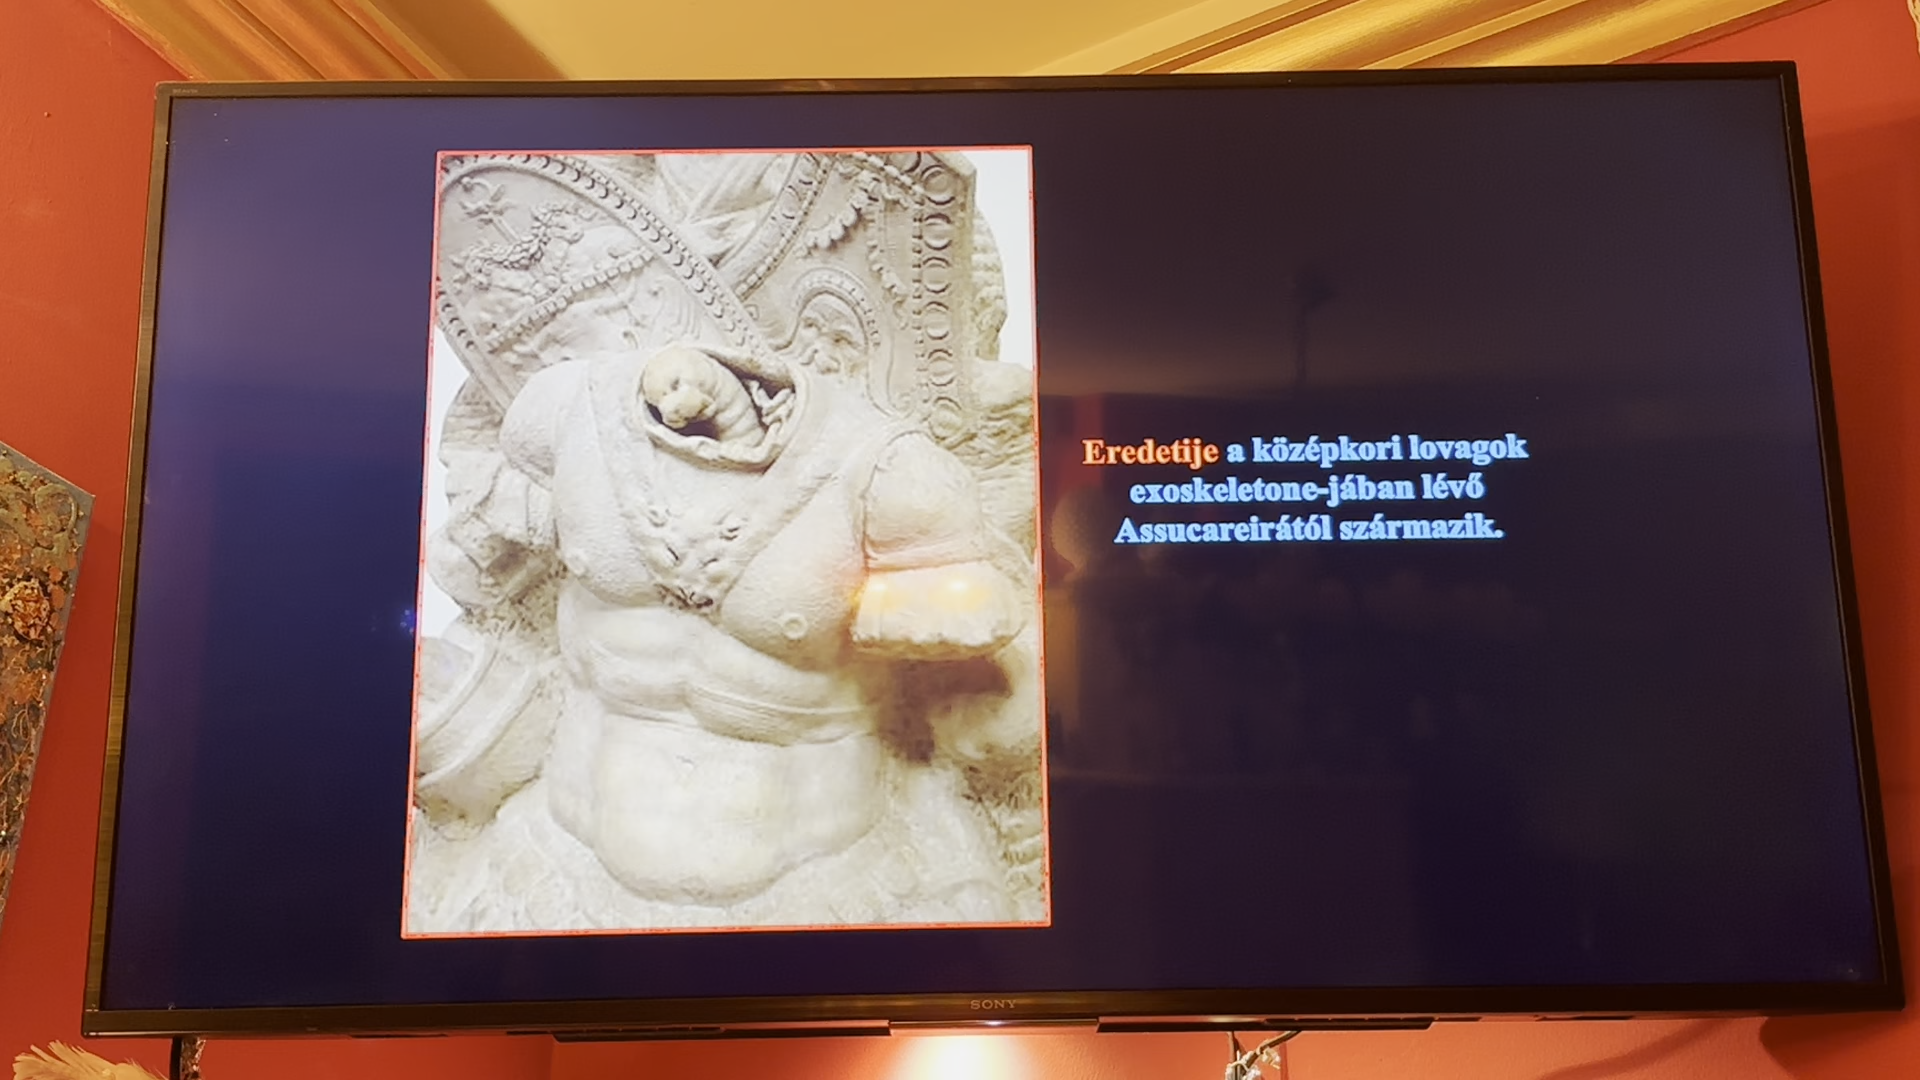 Eredetije a középkori lovagok
exoskeletone-jában lévő
Assucareirától származik.
SONY